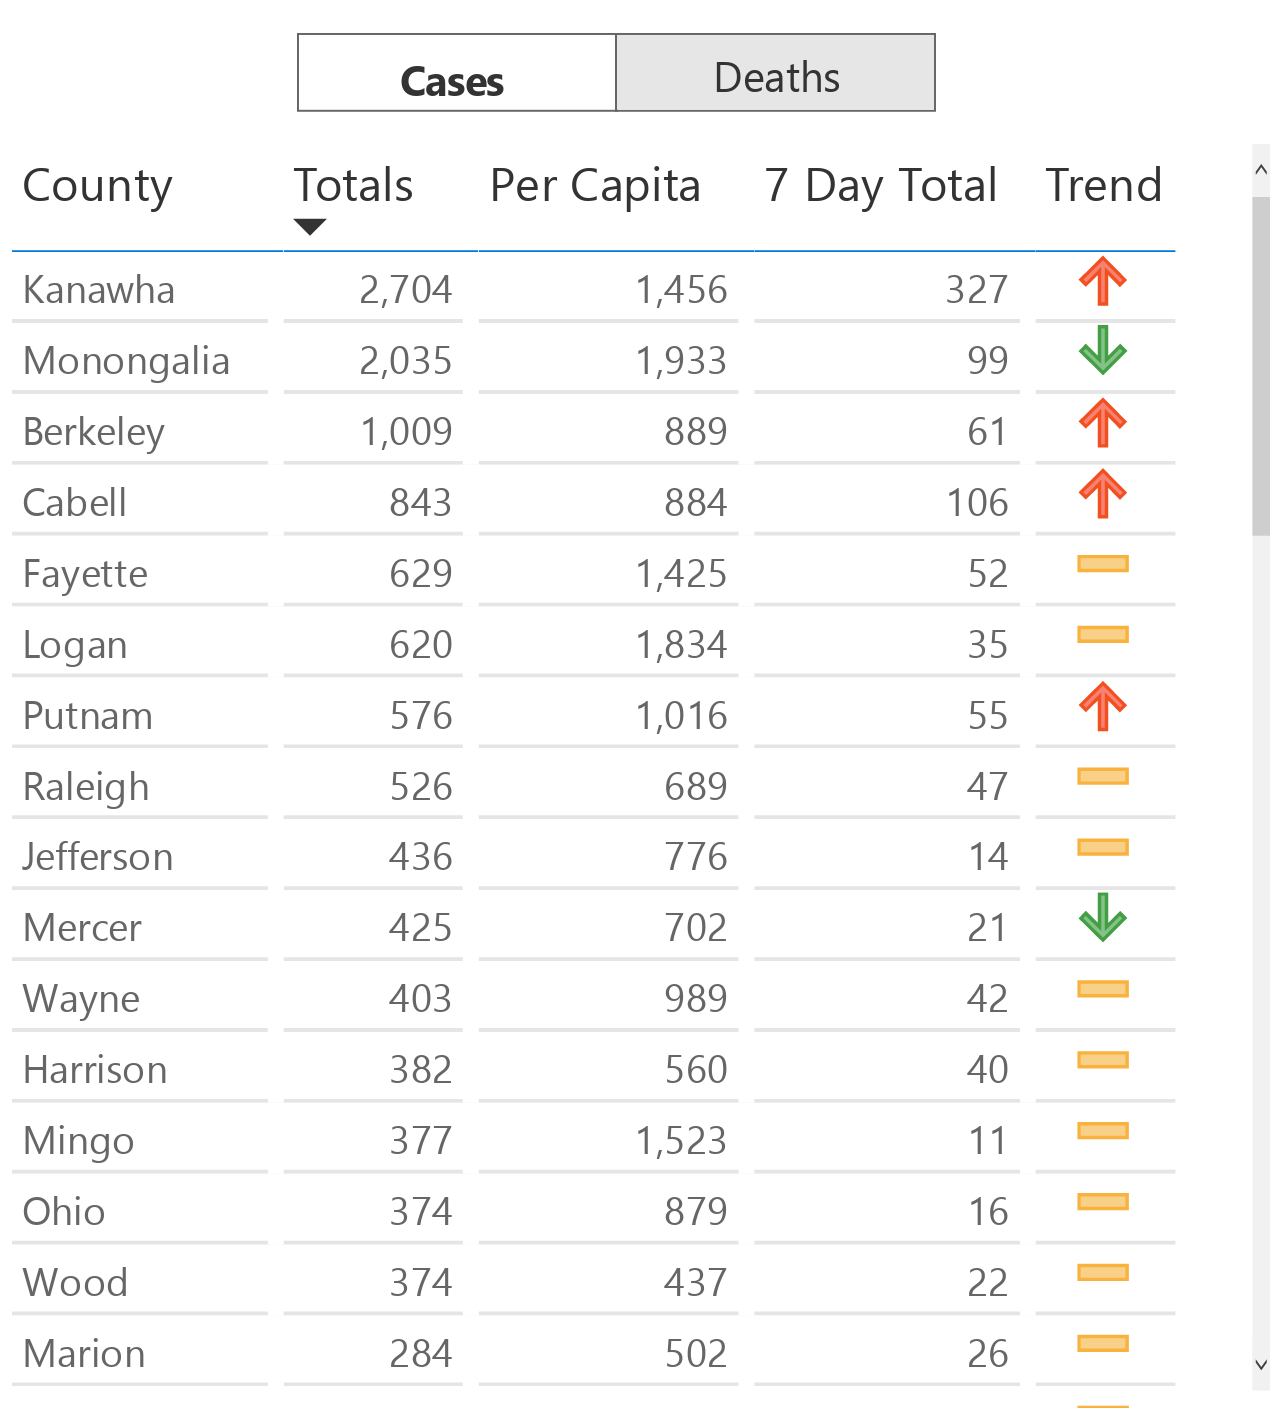 Cases Deaths
County Totals Per Capita 7 Day Total Trend
Kanawha 2,704 1,456 327
Monongalia 2,035 1,933 99
Berkeley 1,009 889 61
Cabell 843 884 106
Fayette 629 1,425 52
Logan 620 1,834 35
Putnam 576 1,016 55
Raleigh 526 689 47
Jefferson 436 776 14
Mercer 425 702 21
Wayne 403 989 42
Harrison 382 560 40
Mingo 377 1,523 11
Ohio 374 879 16
Wood 374 437 22
Marion 284 502 26